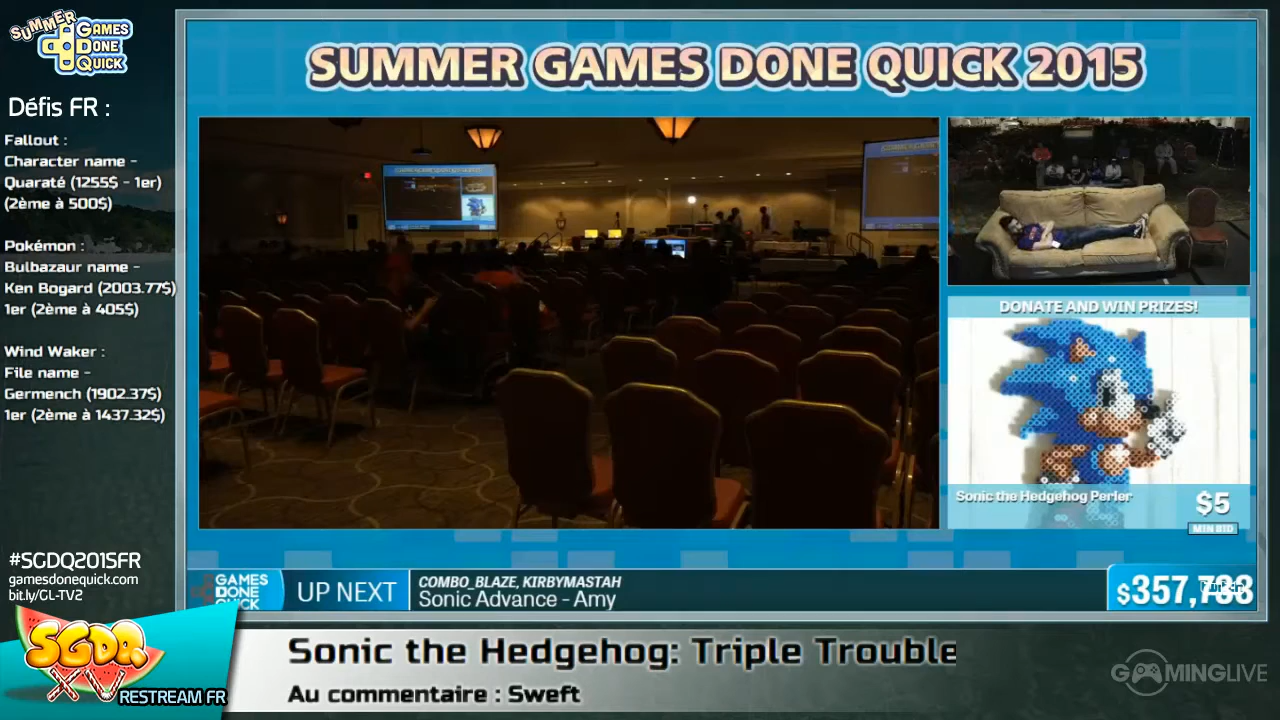 SUMMER
GAMES
DONE
QUICK
Défis FR :
Fallout :
Character name -
Quaraté (1255$ - 1er)
(2ème à 500$)
Pokémon :
Bulbazaur name -
Ken Bogard (2003.77$)
1er (2ème à 405$)
Wind Waker :
File name -
Germench (1902.37$)
1er (2ème à 1437.32$)
#SGDQ2015FR
gamesdonequick.com
bit.ly/CL-TV2
SGDQ
RESTREAM FR
SUMMER GAMES DONE QUICK 2015
DONATE AND WIN PRIZES!
Sonic the Hedgehog Perler
$5
MIN BID
GAMES
DONE
QUICK
UP NEXT
COMBO_BLAZE, KIRBYMASTAH
Sonic Advance - Amy
$357,788
Sonic the Hedgehog: Triple Trouble
Au commentaire : Sweft
GAMINGLIVE